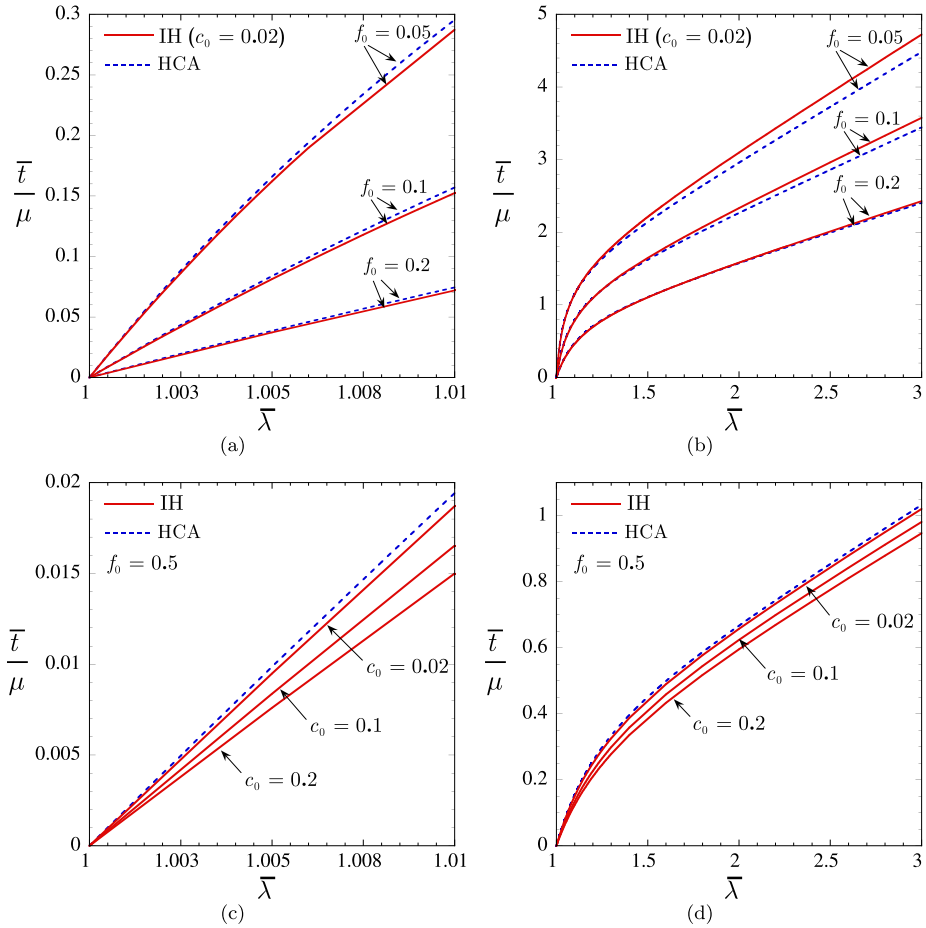 0.3
0.25
0.2
0.15
0.1
0.05
0
t̅/μ
IH (c₀ = 0.02)
HCA
f₀ = 0.05
f₀ = 0.1
f₀ = 0.2
1 1.003 1.005 1.008 1.01
λ̅
(a)
5
4
3
2
1
0
t̅/μ
IH (c₀ = 0.02)
HCA
f₀ = 0.05
f₀ = 0.1
f₀ = 0.2
1 1.5 2 2.5 3
λ̅
(b)
0.02
0.015
0.01
0.005
0
t̅/μ
IH
HCA
f₀ = 0.5
c₀ = 0.02
c₀ = 0.1
c₀ = 0.2
1 1.003 1.005 1.008 1.01
λ̅
(c)
1
0.8
0.6
0.4
0.2
0
t̅/μ
IH
HCA
f₀ = 0.5
c₀ = 0.02
c₀ = 0.1
c₀ = 0.2
1 1.5 2 2.5 3
λ̅
(d)